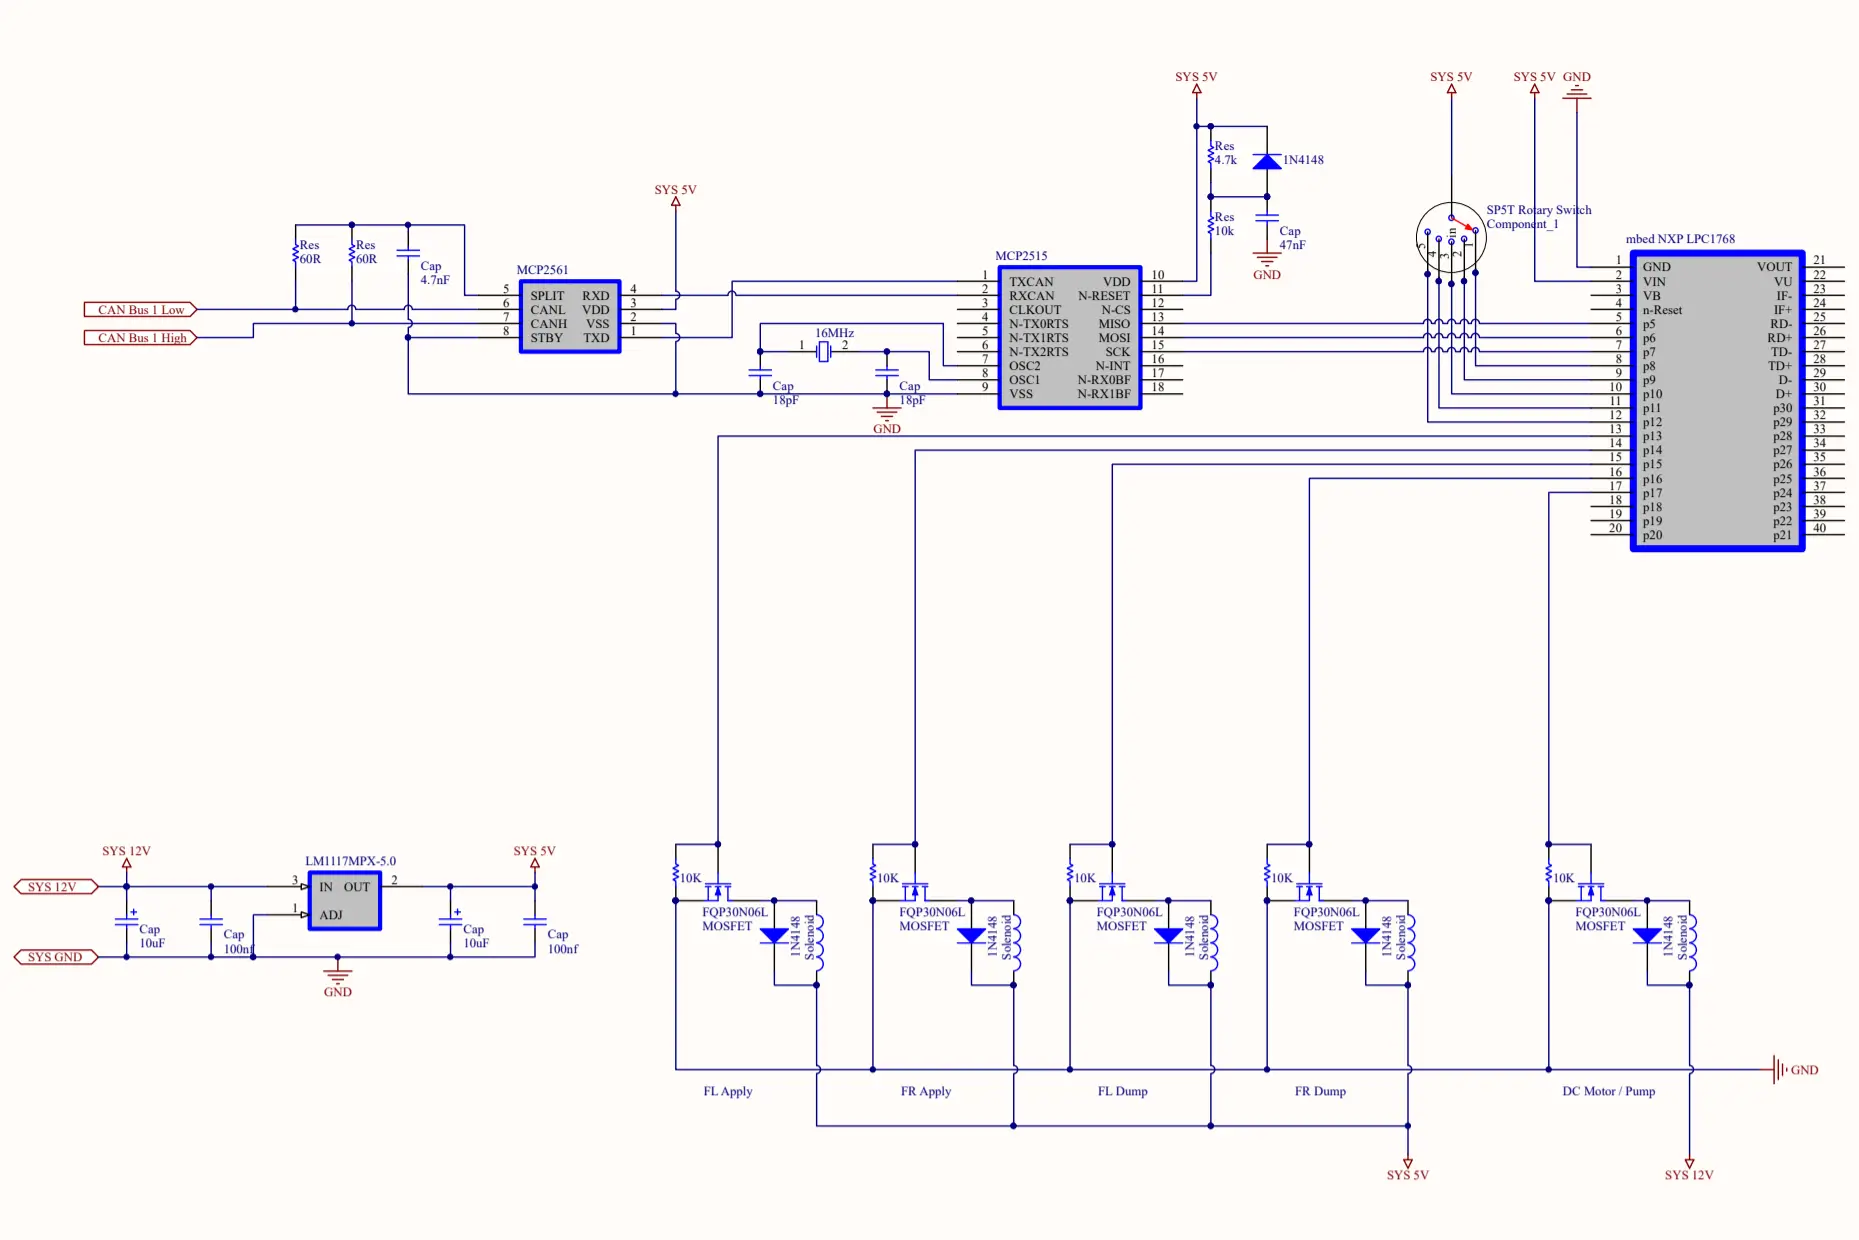 SYS 5V
SYS 5V
SYS 5V
GND
Res
4.7k
1N4148
SYS 5V
Res
10k
Cap
47nF
GND
SP5T Rotary Switch
Component_1
in
5
4
3
2
1
Res
60R
Res
60R
Cap
4.7nF
CAN Bus 1 Low
CAN Bus 1 High
MCP2561
5 SPLIT RXD 4
6 CANL VDD 3
7 CANH VSS 2
8 STBY TXD 1
16MHz
1 2
Cap
18pF
Cap
18pF
GND
MCP2515
1 TXCAN VDD 10
2 RXCAN N-RESET 11
3 CLKOUT N-CS 12
4 N-TX0RTS MISO 13
5 N-TX1RTS MOSI 14
6 N-TX2RTS SCK 15
7 OSC2 N-INT 16
8 OSC1 N-RX0BF 17
9 VSS N-RX1BF 18
mbed NXP LPC1768
1 GND VOUT 21
2 VIN VU 22
3 VB IF- 23
4 n-Reset IF+ 24
5 p5 RD- 25
6 p6 RD+ 26
7 p7 TD- 27
8 p8 TD+ 28
9 p9 D- 29
10 p10 D+ 30
11 p11 p30 31
12 p12 p29 32
13 p13 p28 33
14 p14 p27 34
15 p15 p26 35
16 p16 p25 36
17 p17 p24 37
18 p18 p23 38
19 p19 p22 39
20 p20 p21 40
SYS 12V
SYS 12V
SYS GND
Cap
10uF
Cap
100nf
LM1117MPX-5.0
3 IN OUT 2
1 ADJ
GND
SYS 5V
Cap
10uF
Cap
100nf
10K
FQP30N06L
MOSFET
1N4148
Solenoid
FL Apply
10K
FQP30N06L
MOSFET
1N4148
Solenoid
FR Apply
10K
FQP30N06L
MOSFET
1N4148
Solenoid
FL Dump
10K
FQP30N06L
MOSFET
1N4148
Solenoid
FR Dump
10K
FQP30N06L
MOSFET
1N4148
Solenoid
DC Motor / Pump
GND
SYS 5V
SYS 12V